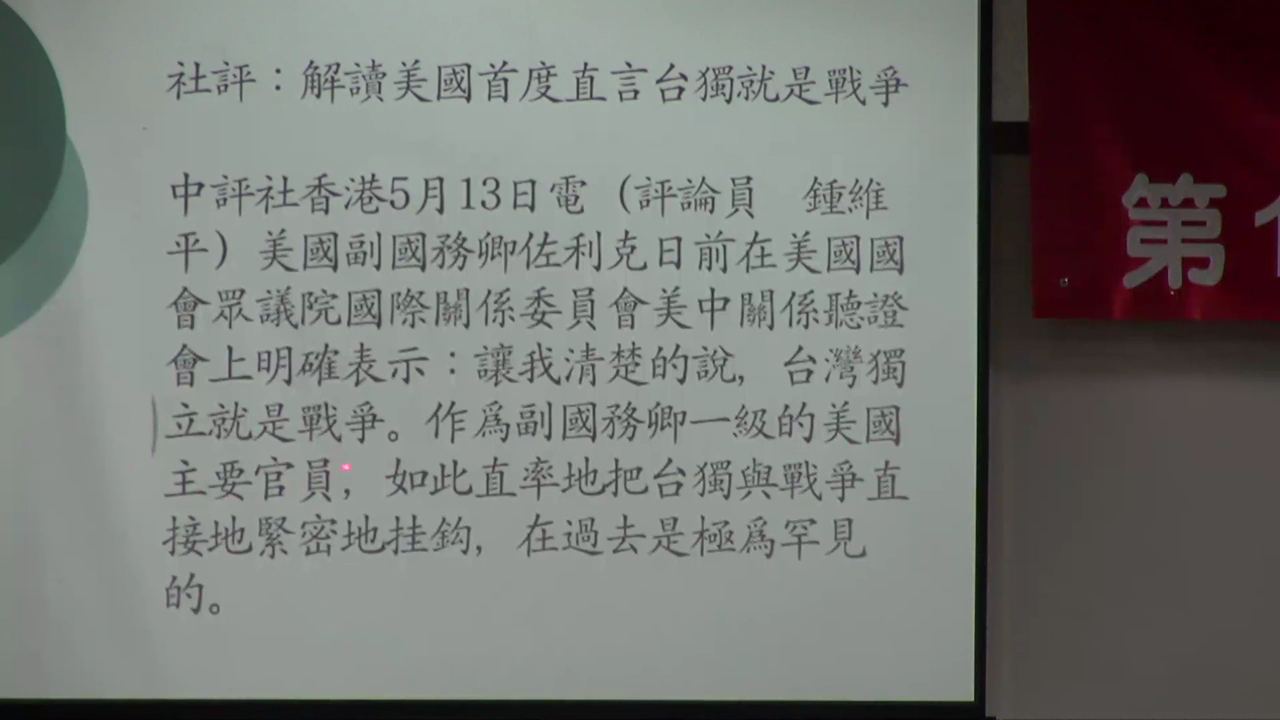 社評：解讀美國首度直言台獨就是戰爭
中評社香港5月13日電（評論員　鍾維
平）美國副國務卿佐利克日前在美國國
會眾議院國際關係委員會美中關係聽證
會上明確表示：讓我清楚的說，台灣獨
立就是戰爭。作爲副國務卿一級的美國
主要官員，如此直率地把台獨與戰爭直
接地緊密地挂鈎，在過去是極爲罕見
的。
第